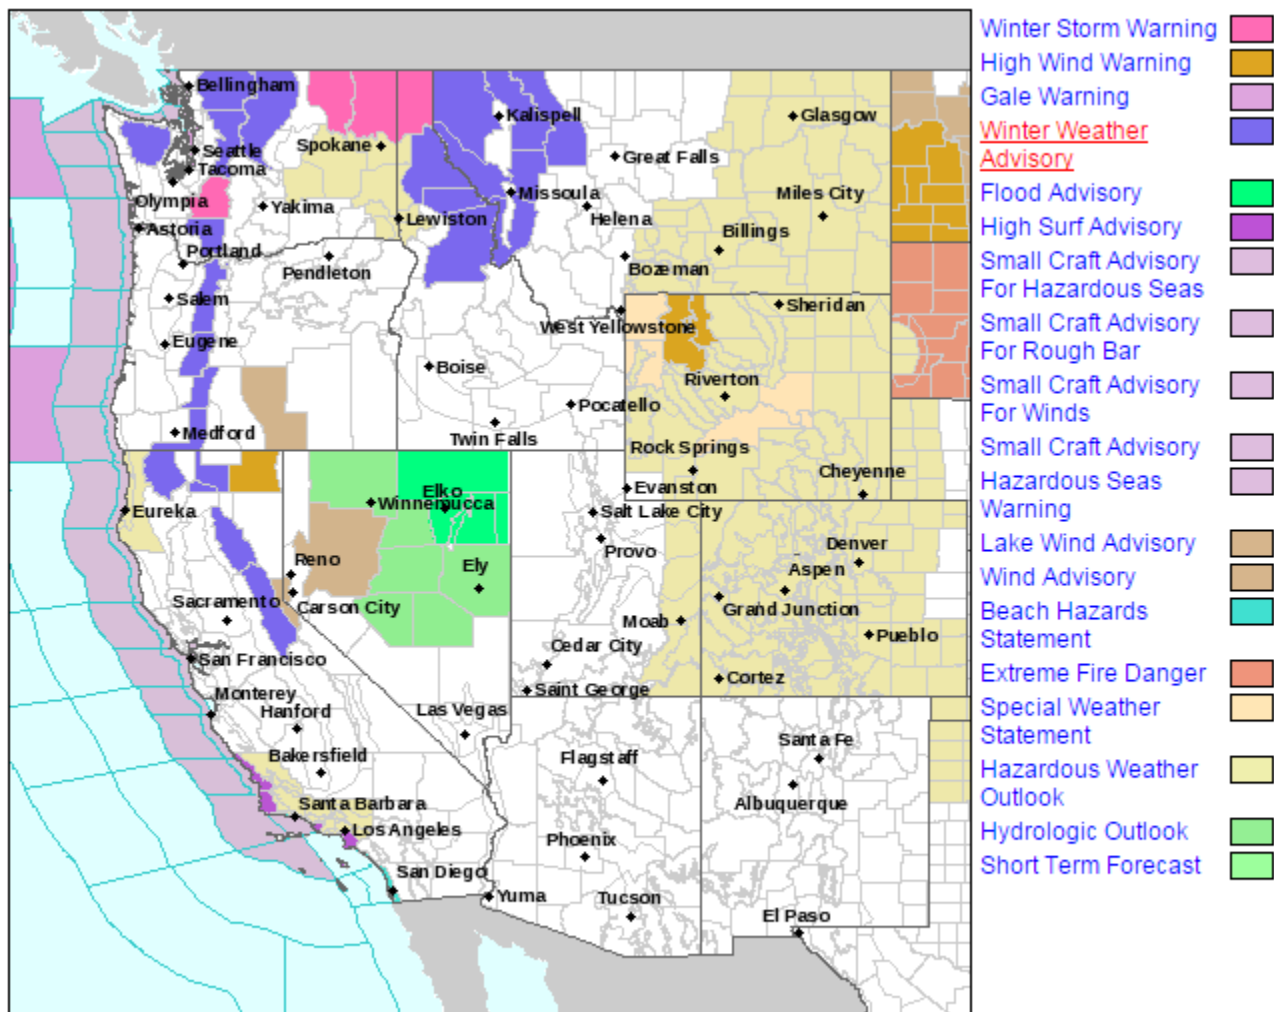 Bellingham
Kalispell
Glasgow
Spokane
Seattle
Great Falls
Tacoma
Missoula
Miles City
Olympia
Yakima
Lewiston
Helena
Astoria
Billings
Portland
Pendleton
Bozeman
Salem
Sheridan
West Yellowstone
Eugene
Boise
Riverton
Pocatello
Medford
Twin Falls
Rock Springs
Cheyenne
Elko
Evanston
Winnemucca
Eureka
Salt Lake City
Provo
Denver
Reno
Ely
Aspen
Sacramento
Carson City
Grand Junction
Moab
Pueblo
Cedar City
San Francisco
Cortez
Saint George
Monterey
Hanford
Las Vegas
Santa Fe
Bakersfield
Flagstaff
Santa Barbara
Albuquerque
Los Angeles
Phoenix
San Diego
Yuma
Tucson
El Paso
Winter Storm Warning
High Wind Warning
Gale Warning
Winter Weather
Advisory
Flood Advisory
High Surf Advisory
Small Craft Advisory
For Hazardous Seas
Small Craft Advisory
For Rough Bar
Small Craft Advisory
For Winds
Small Craft Advisory
Hazardous Seas
Warning
Lake Wind Advisory
Wind Advisory
Beach Hazards
Statement
Extreme Fire Danger
Special Weather
Statement
Hazardous Weather
Outlook
Hydrologic Outlook
Short Term Forecast